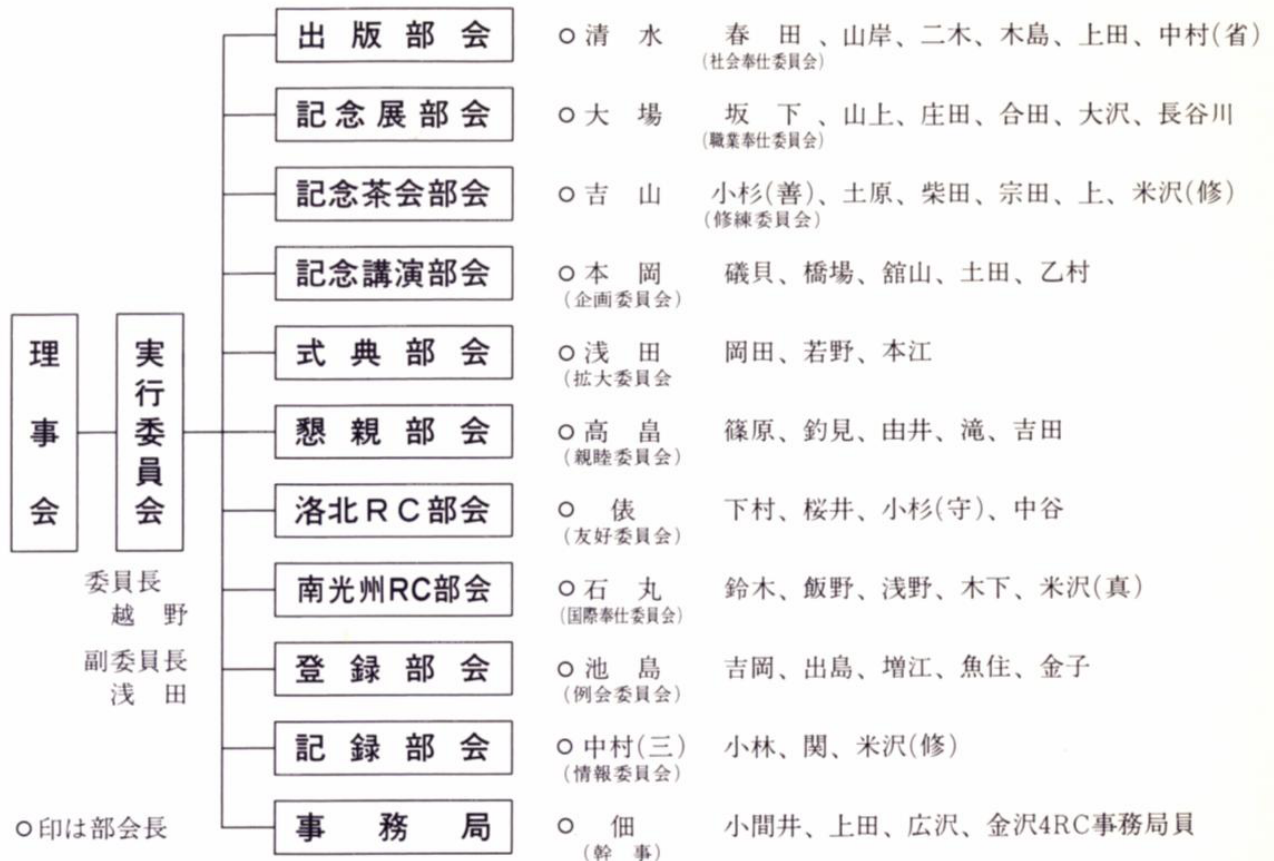 出版部会 ○清水 春田、山岸、二木、木島、上田、中村(省)
(社会奉仕委員会)
記念展部会 ○大場 坂下、山上、庄田、合田、大沢、長谷川
(職業奉仕委員会)
記念茶会部会 ○吉山 小杉(善)、土原、柴田、宗田、上、米沢(修)
(修練委員会)
記念講演部会 ○本岡 磯貝、橋場、舘山、土田、乙村
(企画委員会)
理事会
実行委員会
式典部会 ○浅田 岡田、若野、本江
(拡大委員会
懇親部会 ○高畠 篠原、釣見、由井、滝、吉田
(親睦委員会)
洛北RC部会 ○俵 下村、桜井、小杉(守)、中谷
(友好委員会)
委員長
越野
副委員長
浅田
南光州RC部会 ○石丸 鈴木、飯野、浅野、木下、米沢(真)
(国際奉仕委員会)
登録部会 ○池島 吉岡、出島、増江、魚住、金子
(例会委員会)
記録部会 ○中村(三) 小林、関、米沢(修)
(情報委員会)
○印は部会長
事務局 ○佃 小間井、上田、広沢、金沢4RC事務局員
(幹事)